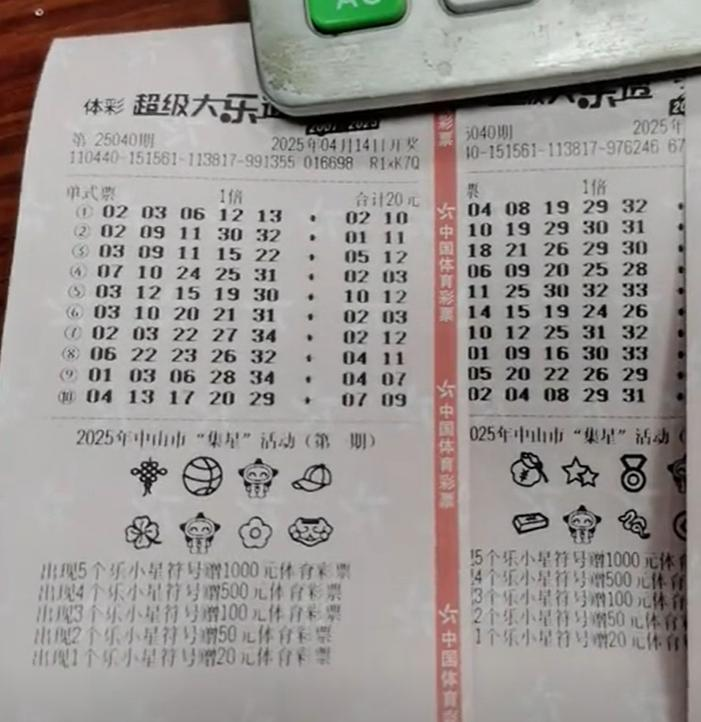 AC
体彩 超级大乐透
2007-2025
第 25040期 2025年04月14日开奖
110440-151561-113817-991355 016698 R1xK7Q
单式票 1倍 合计20元
① 02 03 06 12 13 + 02 10
② 02 09 11 30 32 + 01 11
③ 03 09 11 15 22 + 05 12
④ 07 10 24 25 31 + 02 03
⑤ 03 12 15 19 30 + 10 12
⑥ 03 10 20 21 31 + 02 03
⑦ 02 03 22 27 34 + 02 12
⑧ 06 22 23 26 32 + 04 11
⑨ 01 03 06 28 34 + 04 07
⑩ 04 13 17 20 29 + 07 09
2025年中山市“集星”活动（第 期）
出现5个乐小星符号赠1000元体育彩票
出现4个乐小星符号赠500元体育彩票
出现3个乐小星符号赠100元体育彩票
出现2个乐小星符号赠50元体育彩票
出现1个乐小星符号赠20元体育彩票
彩票
中国体育彩票
中国体育彩票
中国体育彩
大乐透
5040期 2025年
40-151561-113817-976246 67
票 1倍
04 08 19 29 32
10 19 29 30 31
18 21 26 29 30
06 09 20 25 28
11 25 30 32 33
14 15 19 24 26
10 12 25 31 32
01 09 16 30 33
05 20 22 26 29
02 04 08 29 31
025年中山市“集星”活动（
5个乐小星符号赠1000元体育
4个乐小星符号赠500元体育
3个乐小星符号赠100元体育
2个乐小星符号赠50元体育
1个乐小星符号赠20元体育